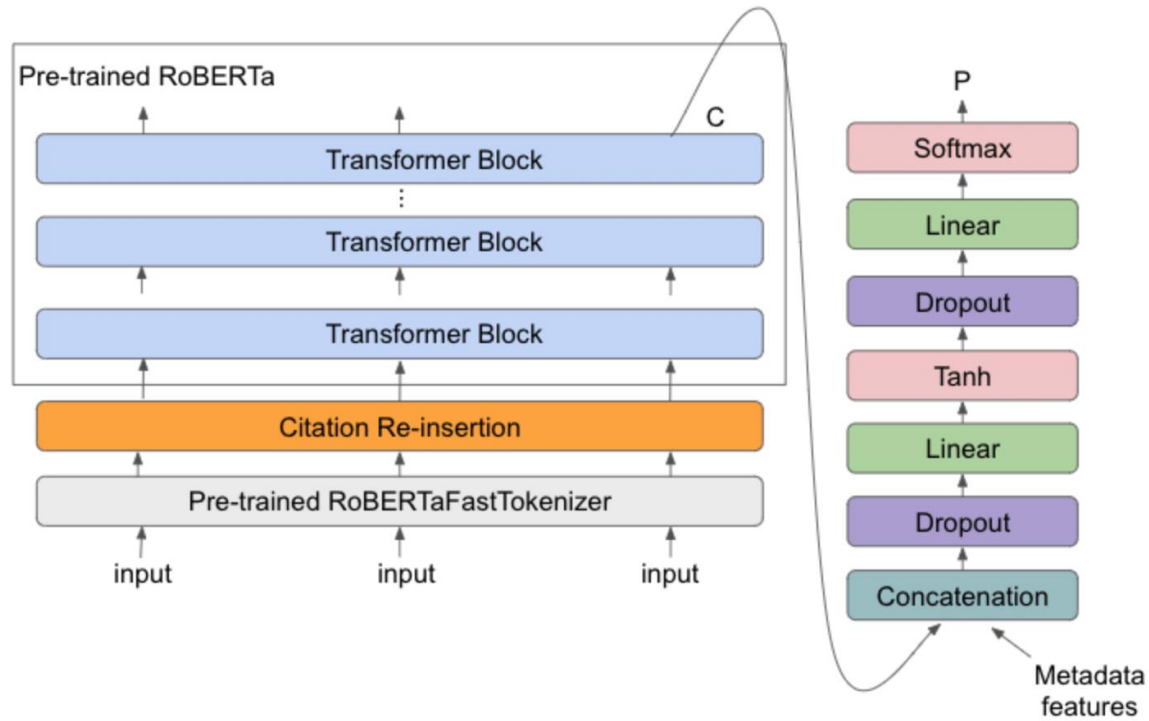 Pre-trained RoBERTa
C
Transformer Block
⋮
Transformer Block
Transformer Block
Citation Re-insertion
Pre-trained RoBERTaFastTokenizer
input input input
P
Softmax
Linear
Dropout
Tanh
Linear
Dropout
Concatenation
Metadada
features